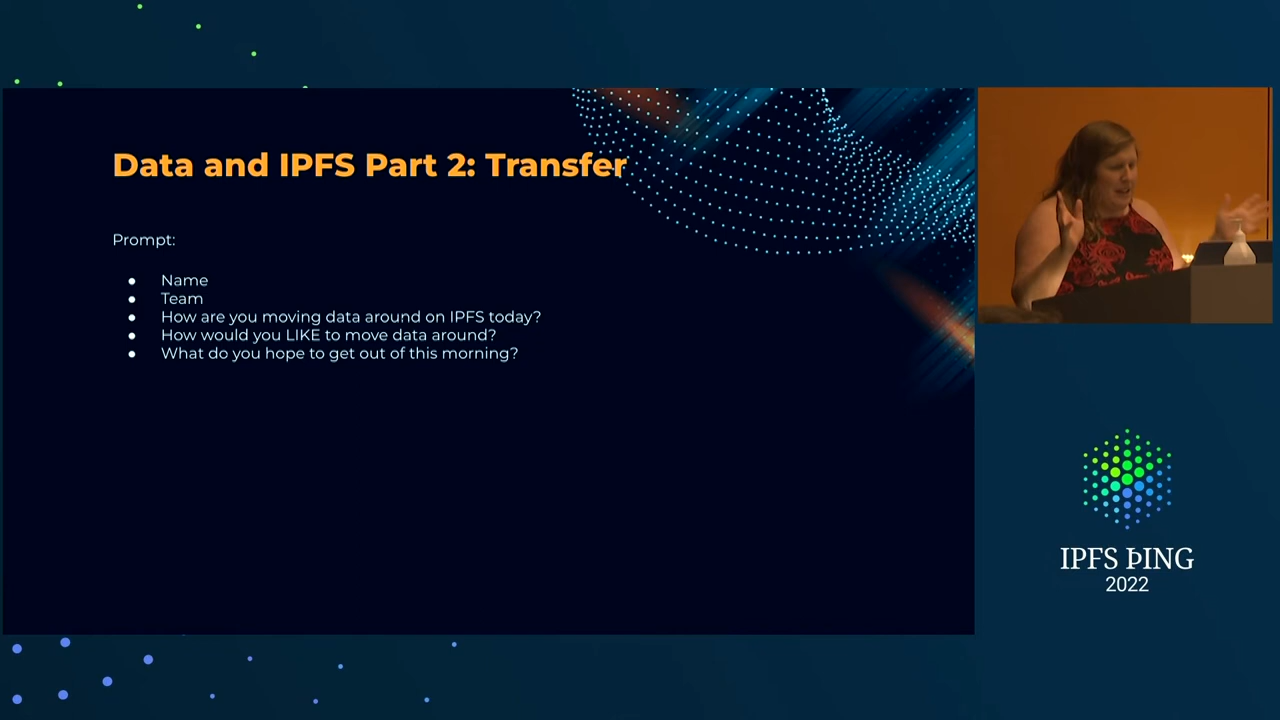 Data and IPFS Part 2: Transfer
Prompt:
● Name
● Team
● How are you moving data around on IPFS today?
● How would you LIKE to move data around?
● What do you hope to get out of this morning?
IPFS ÞING
2022